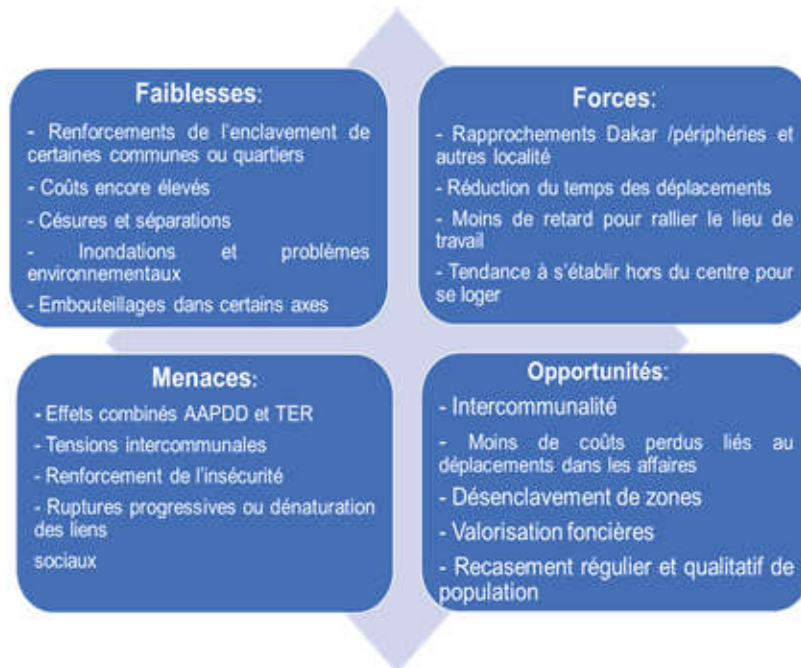 Faiblesses:
- Renforcements de l'enclavement de
certaines communes ou quartiers
- Coûts encore élevés
- Césures et séparations
- Inondations et problèmes
environnementaux
- Embouteillages dans certains axes
Forces:
- Rapprochements Dakar /périphéries et
autres localité
- Réduction du temps des déplacements
- Moins de retard pour rallier le lieu de
travail
- Tendance à s'établir hors du centre pour
se loger
Menaces:
- Effets combinés AAPDD et TER
- Tensions intercommunales
- Renforcement de l'insécurité
- Ruptures progressives ou dénaturation
des liens
sociaux
Opportunités:
- Intercommunalité
- Moins de coûts perdus liés au
déplacements dans les affaires
- Désenclavement de zones
- Valorisation foncières
- Recasement régulier et qualitatif de
population